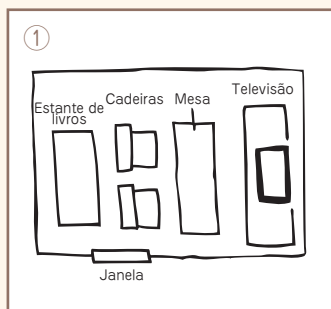 1
Televisão
Cadeiras Mesa
Estante de
livros
Janela